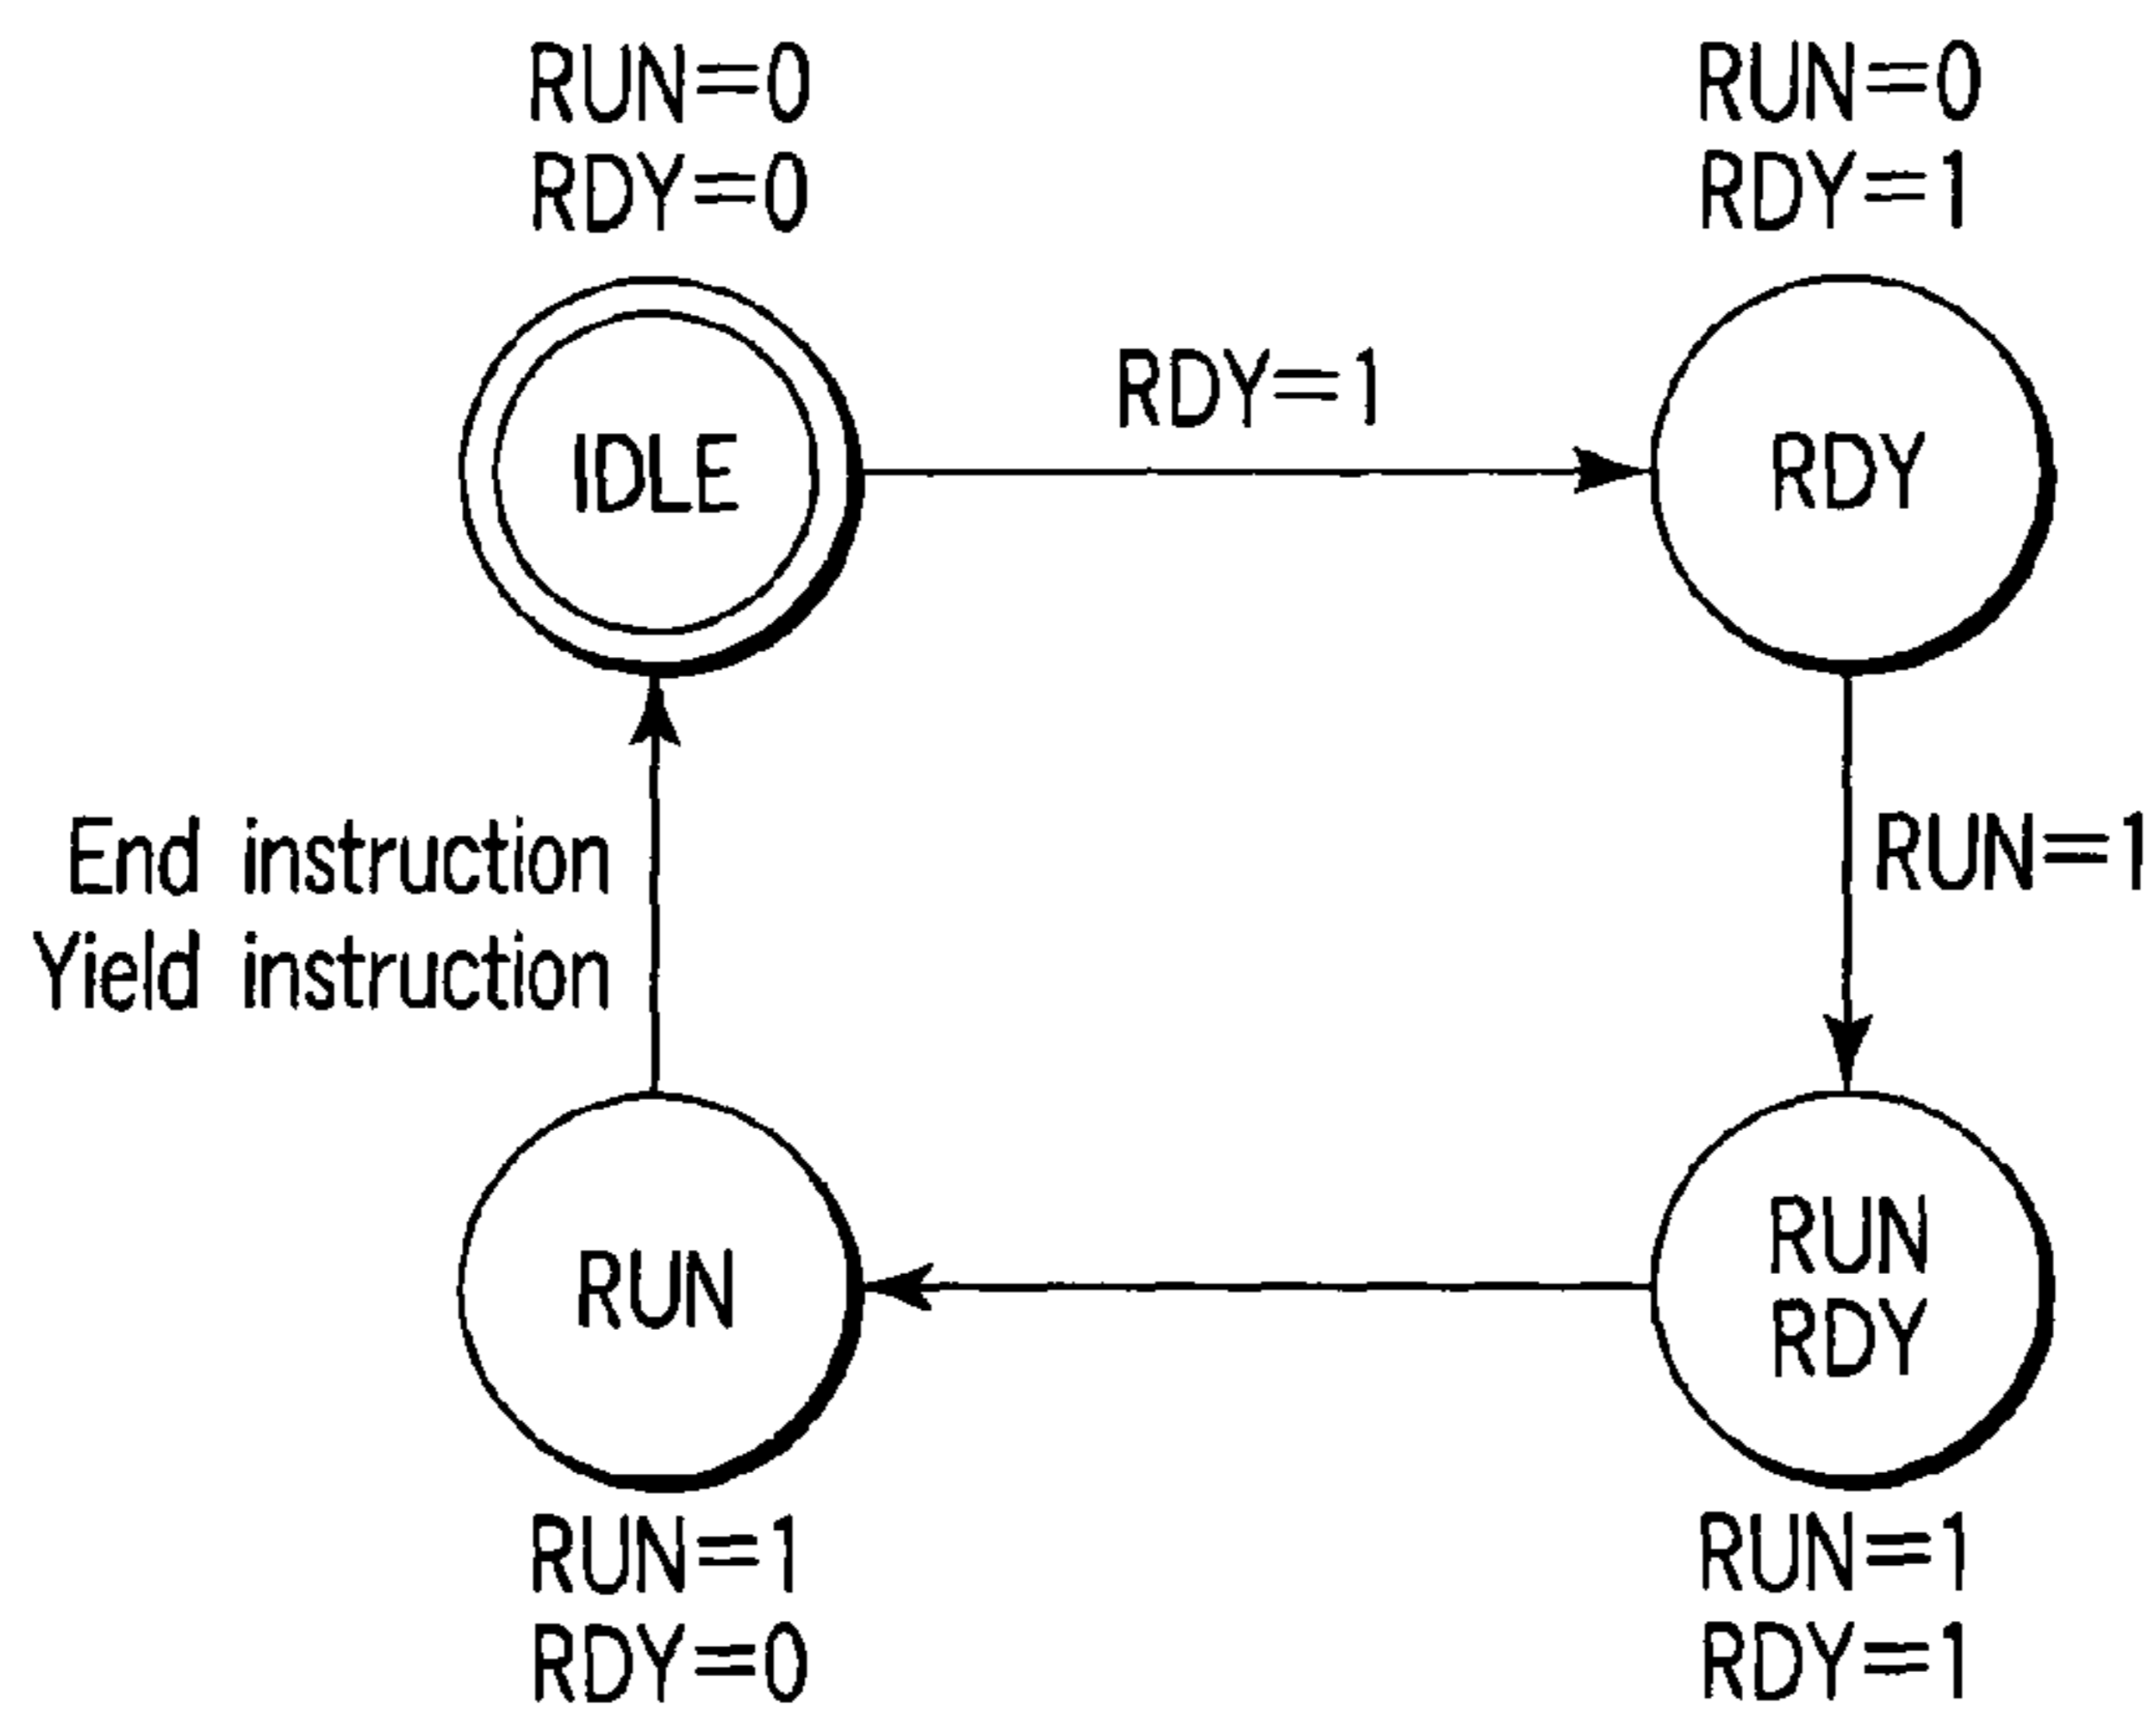 RUN=0
RDY=0
RUN=0
RDY=1
IDLE
RDY=1
RDY
End instruction
Yield instruction
RUN=1
RUN
RUN
RDY
RUN=1
RDY=0
RUN=1
RDY=1